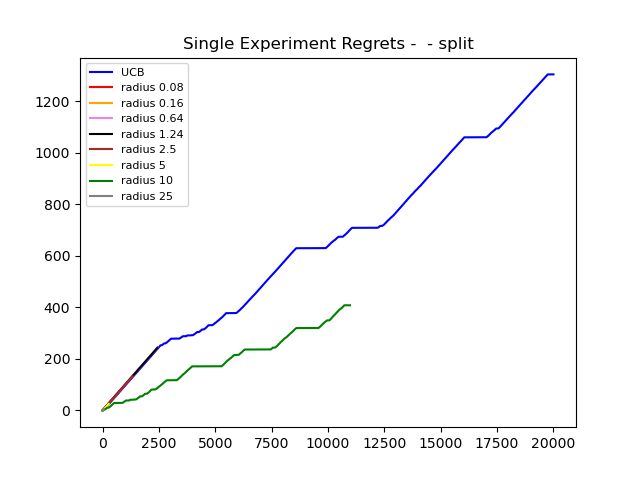 Single Experiment Regrets -  - split
UCB
radius 0.08
radius 0.16
radius 0.64
radius 1.24
radius 2.5
radius 5
radius 10
radius 25
1200
1000
800
600
400
200
0
0 2500 5000 7500 10000 12500 15000 17500 20000